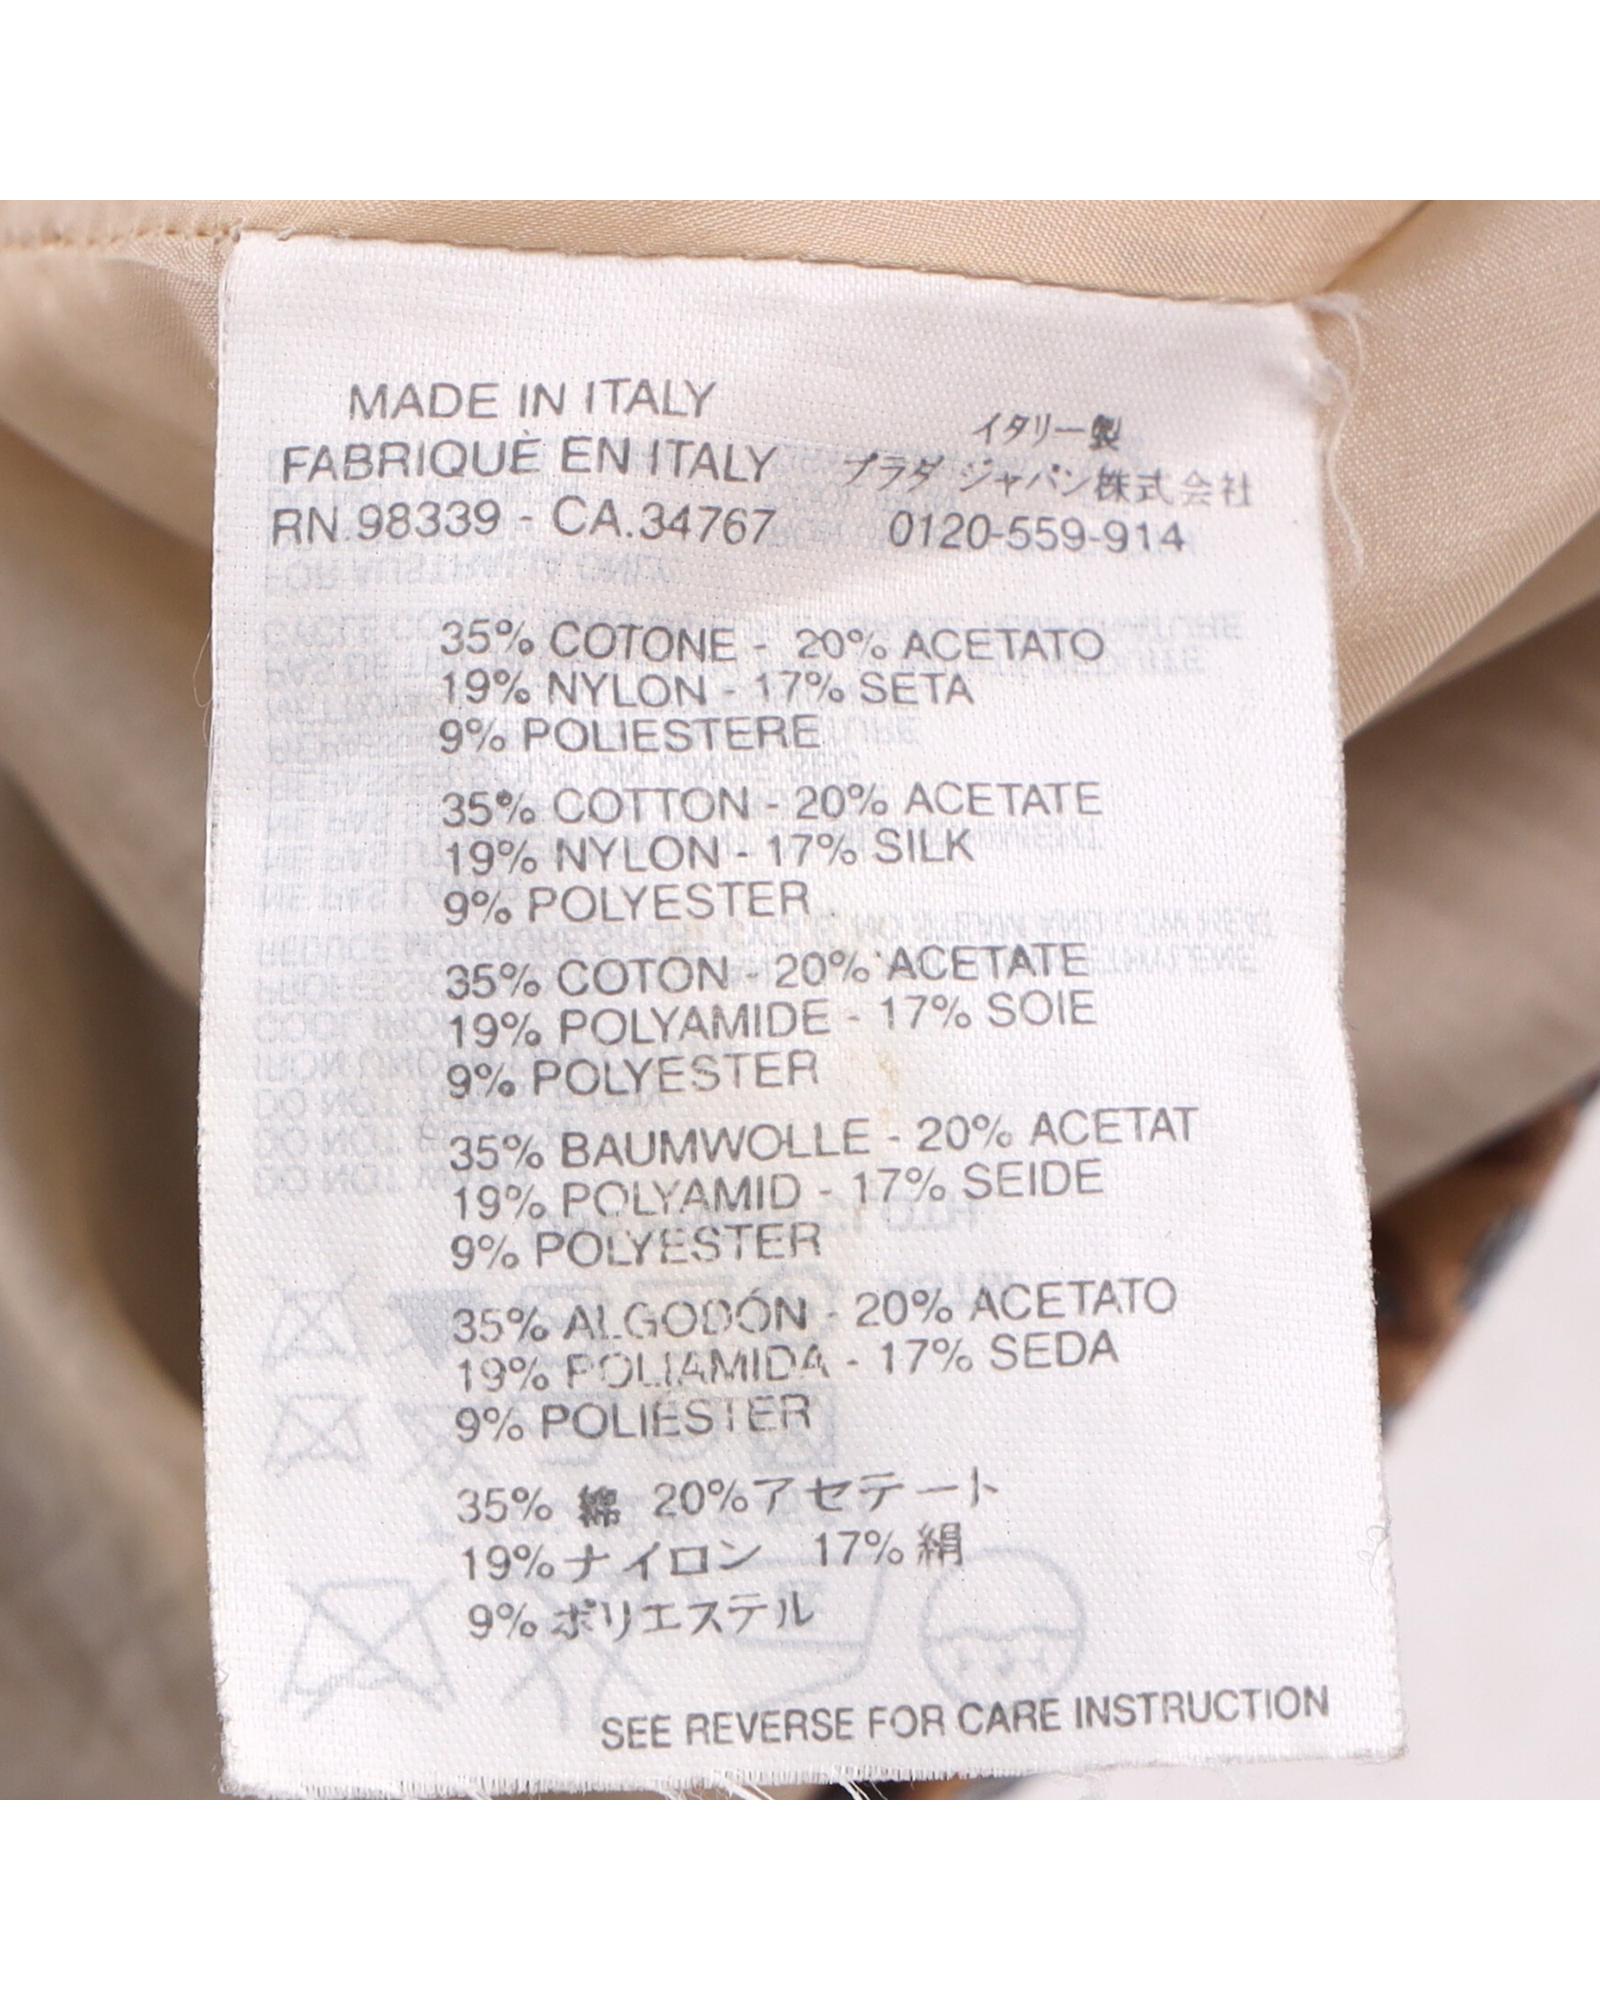 MADE IN ITALY
FABRIQUÈ EN ITALY
RN.98339 - CA.34767
イタリー製
プラダ ジャパン株式会社
0120-559-914
35% COTONE - 20% ACETATO
19% NYLON - 17% SETA
9% POLIESTERE
35% COTTON - 20% ACETATE
19% NYLON - 17% SILK
9% POLYESTER
35% COTON - 20% ACETATE
19% POLYAMIDE - 17% SOIE
9% POLYESTER
35% BAUMWOLLE - 20% ACETAT
19% POLYAMID - 17% SEIDE
9% POLYESTER
35% ALGODÓN - 20% ACETATO
19% POLIAMIDA - 17% SEDA
9% POLIESTER
35% 綿 20%アセテート
19%ナイロン 17%絹
9%ポリエステル
SEE REVERSE FOR CARE INSTRUCTION